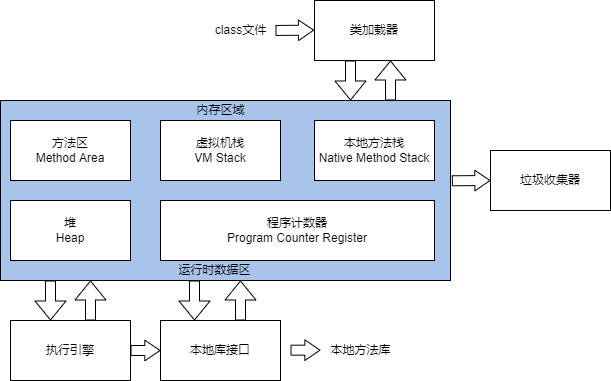 class文件
类加载器
内存区域
方法区
Method Area
虚拟机栈
VM Stack
本地方法栈
Native Method Stack
垃圾收集器
堆
Heap
程序计数器
Program Counter Register
运行时数据区
执行引擎
本地库接口
本地方法库